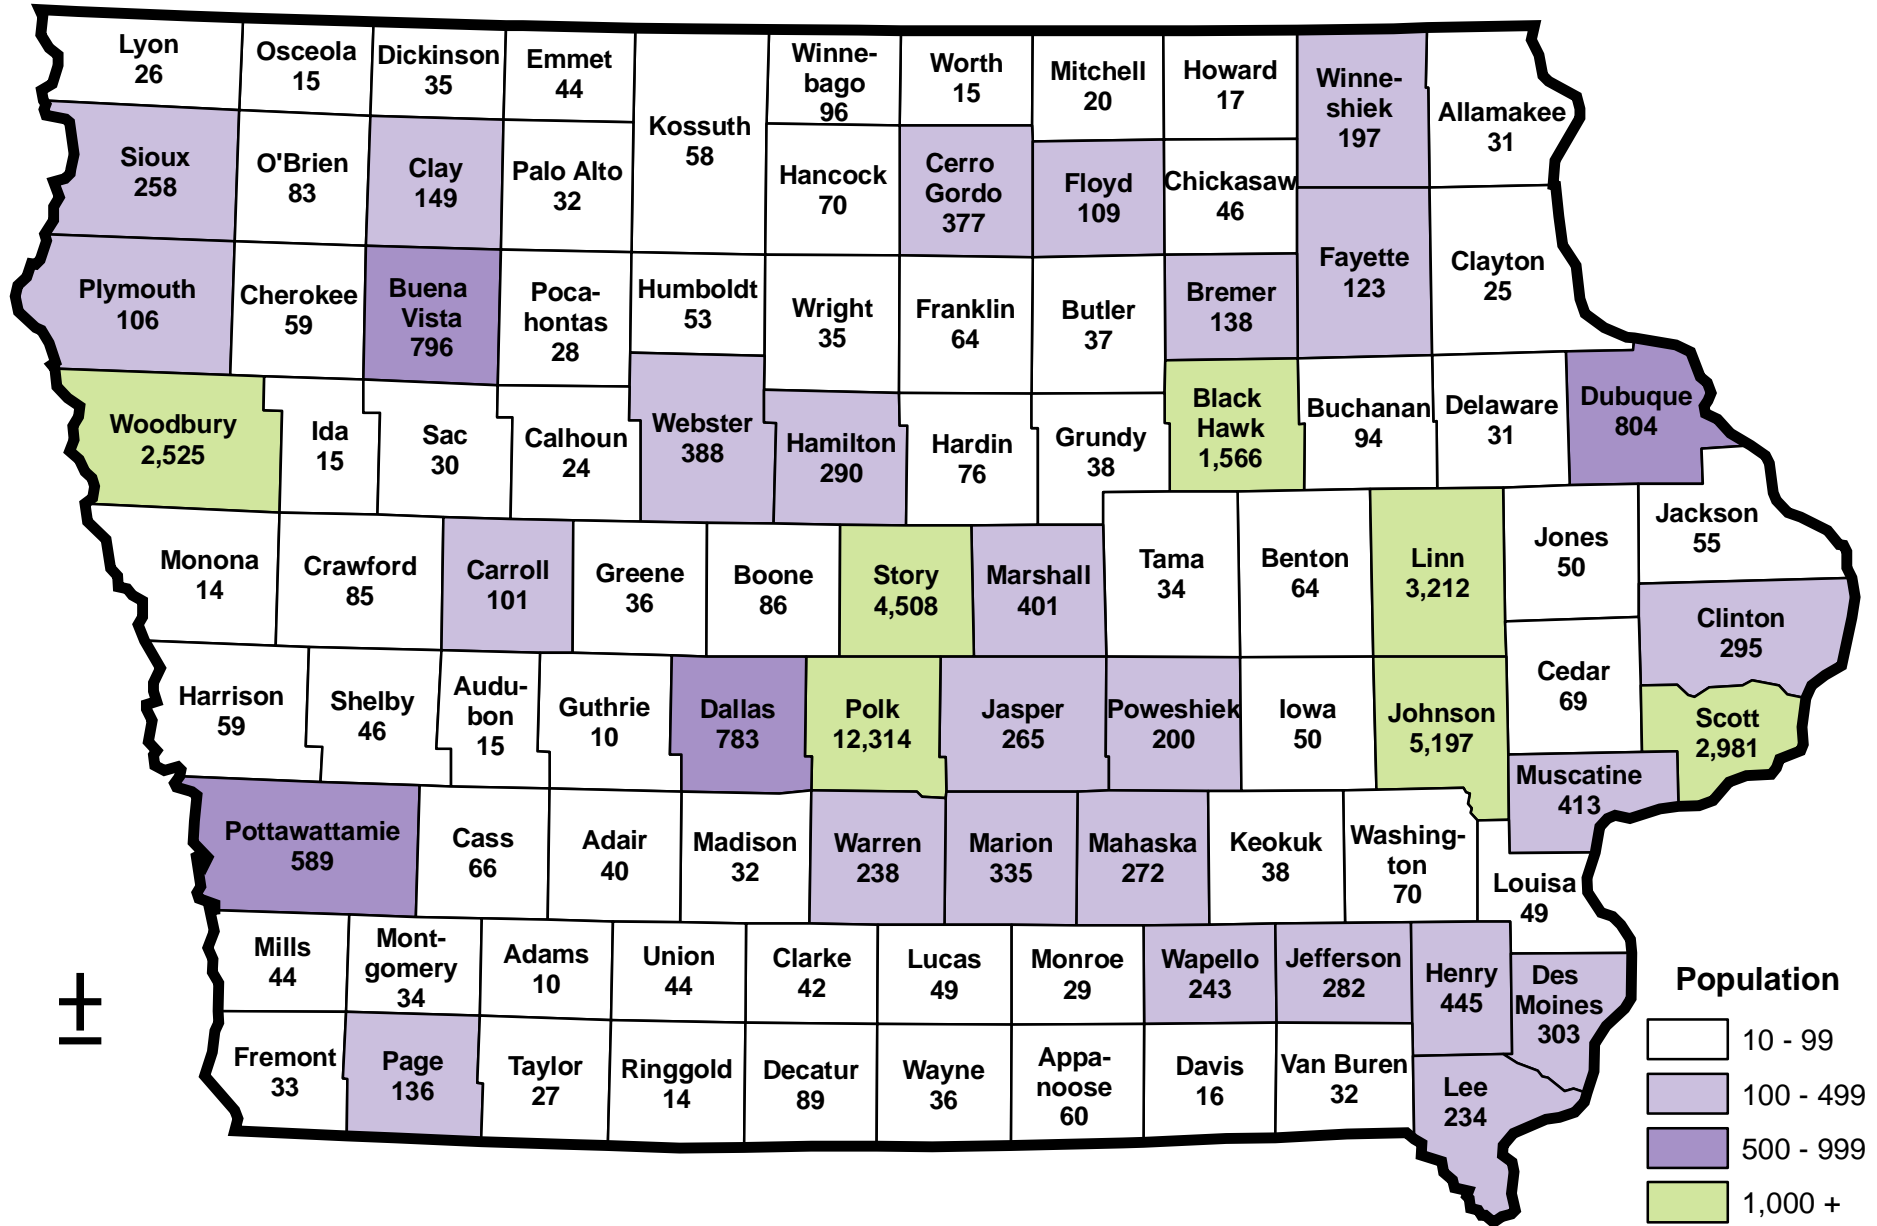 Lyon
26
Osceola
15
Dickinson
35
Emmet
44
Kossuth
58
Winne-
bago
96
Worth
15
Mitchell
20
Howard
17
Winne-
shiek
197
Allamakee
31
Sioux
258
O'Brien
83
Clay
149
Palo Alto
32
Hancock
70
Cerro
Gordo
377
Floyd
109
Chickasaw
46
Fayette
123
Clayton
25
Plymouth
106
Cherokee
59
Buena
Vista
796
Poca-
hontas
28
Humboldt
53
Wright
35
Franklin
64
Butler
37
Bremer
138
Woodbury
2,525
Ida
15
Sac
30
Calhoun
24
Webster
388
Hamilton
290
Hardin
76
Grundy
38
Black
Hawk
1,566
Buchanan
94
Delaware
31
Dubuque
804
Monona
14
Crawford
85
Carroll
101
Greene
36
Boone
86
Story
4,508
Marshall
401
Tama
34
Benton
64
Linn
3,212
Jones
50
Jackson
55
Clinton
295
Harrison
59
Shelby
46
Audu-
bon
15
Guthrie
10
Dallas
783
Polk
12,314
Jasper
265
Poweshiek
200
Iowa
50
Johnson
5,197
Cedar
69
Scott
2,981
Muscatine
413
Pottawattamie
589
Cass
66
Adair
40
Madison
32
Warren
238
Marion
335
Mahaska
272
Keokuk
38
Washing-
ton
70
Louisa
49
Mills
44
Mont-
gomery
34
Adams
10
Union
44
Clarke
42
Lucas
49
Monroe
29
Wapello
243
Jefferson
282
Henry
445
Des
Moines
303
Fremont
33
Page
136
Taylor
27
Ringgold
14
Decatur
89
Wayne
36
Appa-
noose
60
Davis
16
Van Buren
32
Lee
234
±
Population
10 - 99
100 - 499
500 - 999
1,000 +